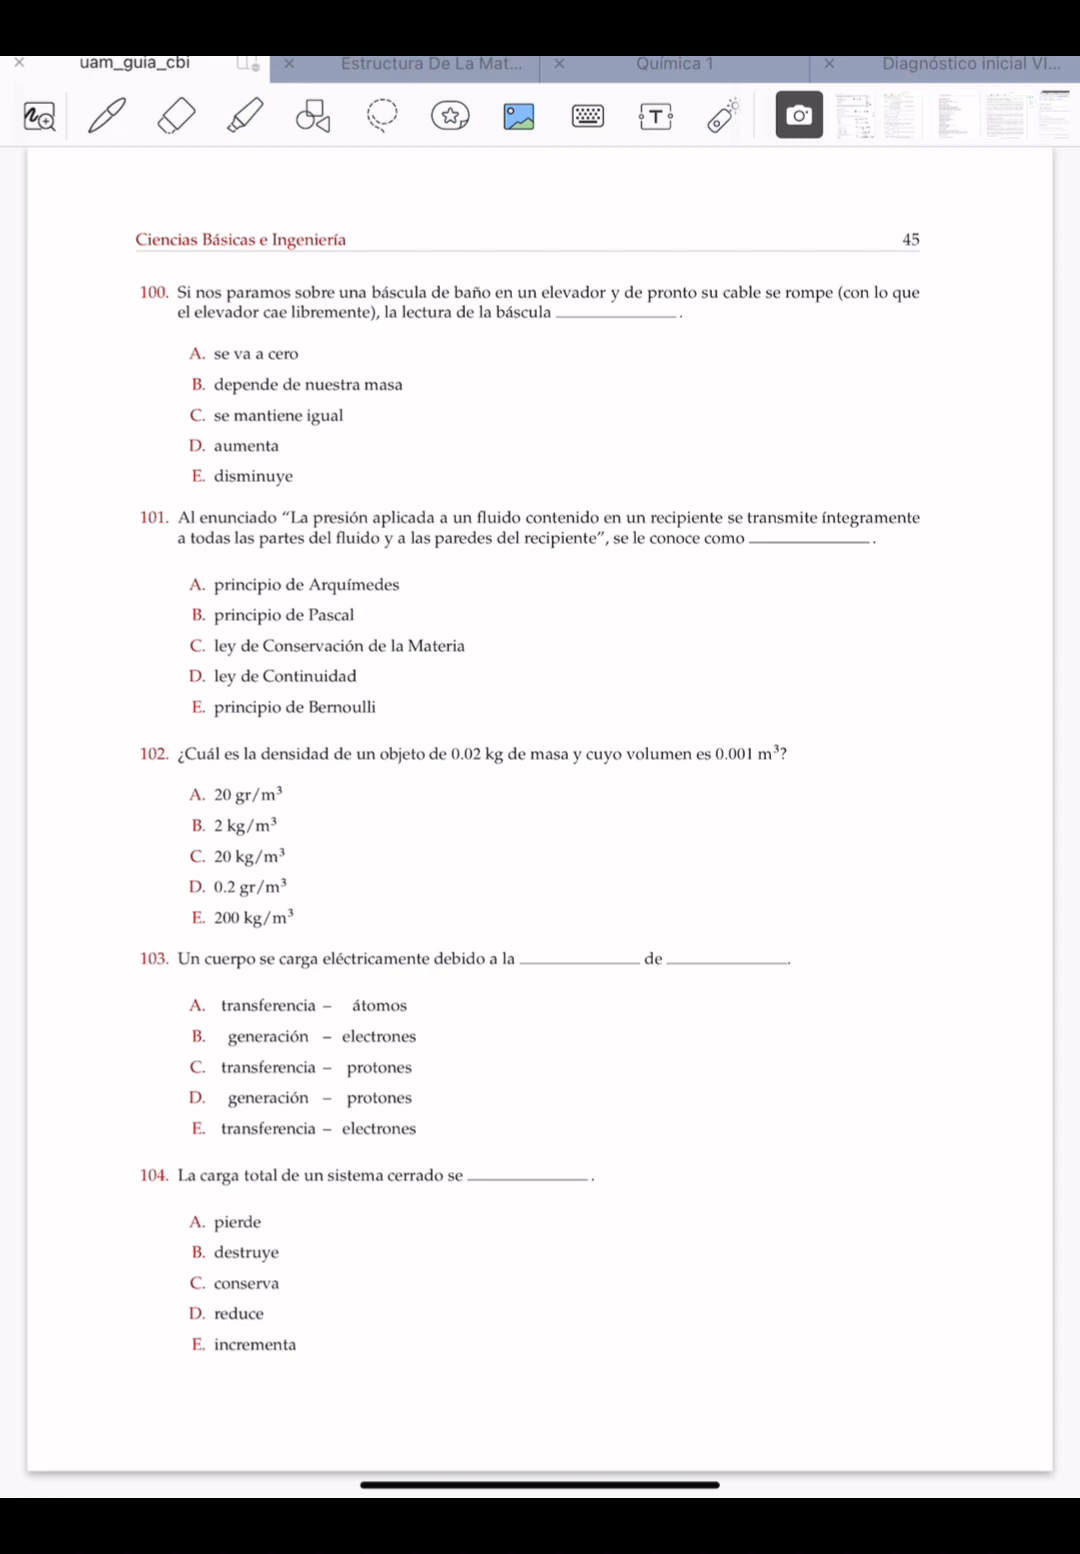 uam_guia_cbi
Estructura De La Mat...
Química 1
Diagnóstico inicial VI...
T
Ciencias Básicas e Ingeniería 45
100. Si nos paramos sobre una báscula de baño en un elevador y de pronto su cable se rompe (con lo que
el elevador cae libremente), la lectura de la báscula ____________ .
A. se va a cero
B. depende de nuestra masa
C. se mantiene igual
D. aumenta
E. disminuye
101. Al enunciado “La presión aplicada a un fluido contenido en un recipiente se transmite íntegramente
a todas las partes del fluido y a las paredes del recipiente”, se le conoce como ____________ .
A. principio de Arquímedes
B. principio de Pascal
C. ley de Conservación de la Materia
D. ley de Continuidad
E. principio de Bernoulli
102. ¿Cuál es la densidad de un objeto de 0.02 kg de masa y cuyo volumen es 0.001 m³?
A. 20 gr/m³
B. 2 kg/m³
C. 20 kg/m³
D. 0.2 gr/m³
E. 200 kg/m³
103. Un cuerpo se carga eléctricamente debido a la ____________ de ____________.
A. transferencia – átomos
B. generación – electrones
C. transferencia – protones
D. generación – protones
E. transferencia – electrones
104. La carga total de un sistema cerrado se ____________ .
A. pierde
B. destruye
C. conserva
D. reduce
E. incrementa